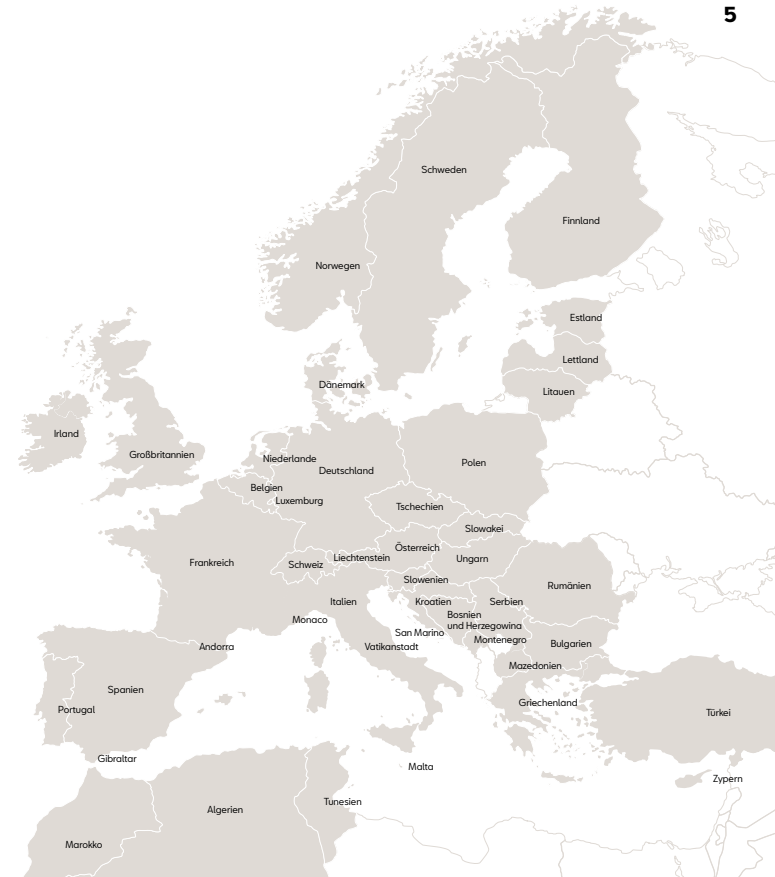 5
Schweden
Finnland
Norwegen
Estland
Lettland
Dänemark
Litauen
Irland
Großbritannien
Niederlande
Deutschland
Polen
Belgien
Luxemburg
Tschechien
Slowakei
Österreich
Frankreich
Schweiz
Liechtenstein
Ungarn
Slowenien
Rumänien
Italien
Kroatien
Serbien
Monaco
Bosnien
und Herzegowina
San Marino
Montenegro
Andorra
Vatikanstadt
Bulgarien
Mazedonien
Spanien
Portugal
Griechenland
Türkei
Gibraltar
Malta
Zypern
Tunesien
Algerien
Marokko